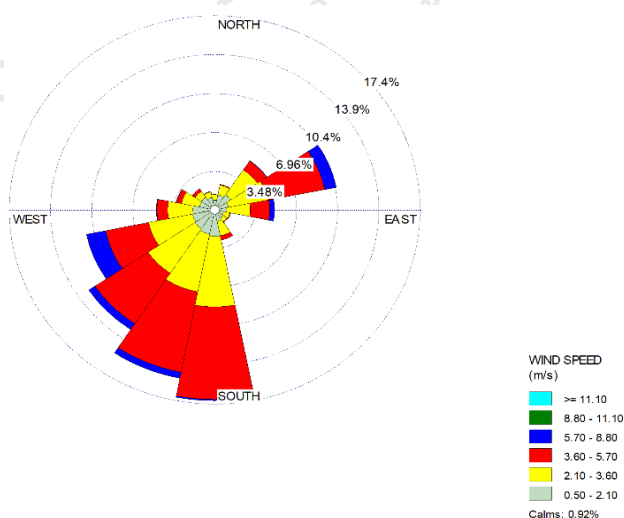 NORTH
17.4%
13.9%
10.4%
6.96%
3.48%
WEST
EAST
SOUTH
WIND SPEED
(m/s)
>= 11.10
8.80 - 11.10
5.70 - 8.80
3.60 - 5.70
2.10 - 3.60
0.50 - 2.10
Calms: 0.92%